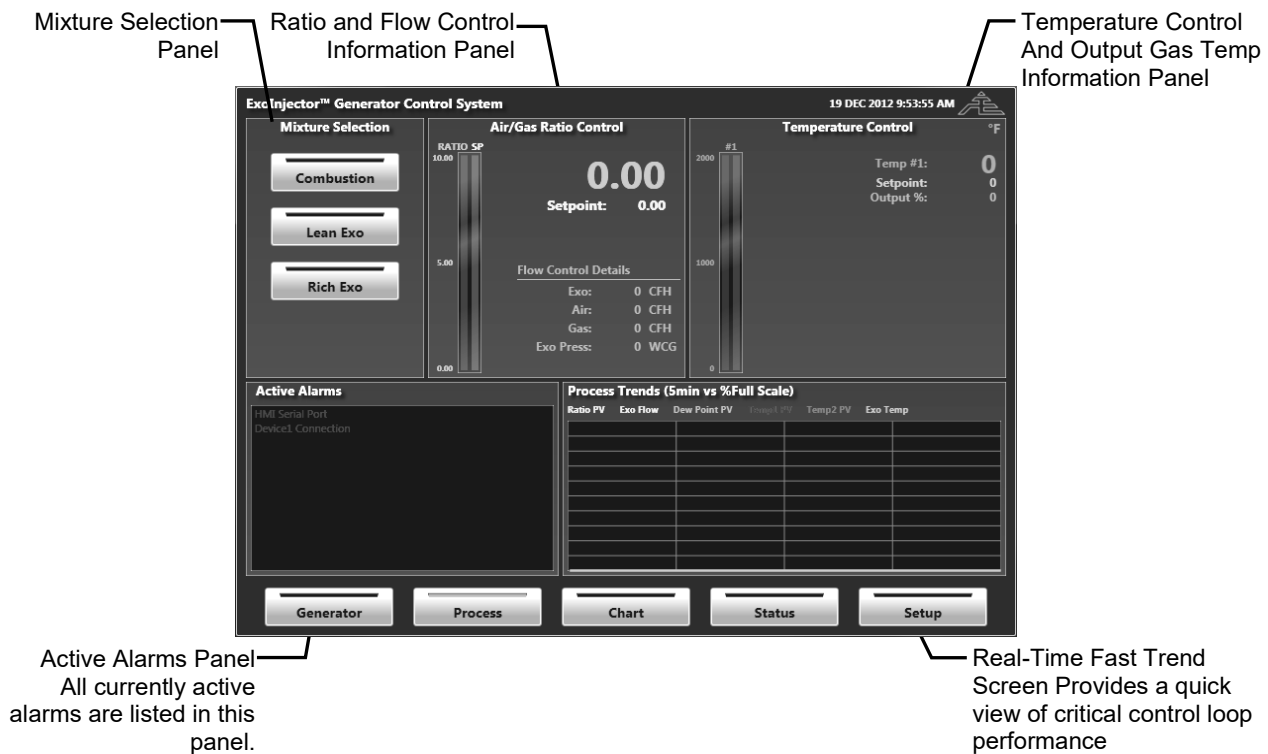 Mixture Selection
Panel
Ratio and Flow Control
Information Panel
Temperature Control
And Output Gas Temp
Information Panel
ExoInjector™ Generator Control System
19 DEC 2012 9:53:55 AM
Mixture Selection
Combustion
Lean Exo
Rich Exo
Air/Gas Ratio Control
RATIO SP
10.00
5.00
0.00
0.00
Setpoint: 0.00
Flow Control Details
Exo: 0 CFH
Air: 0 CFH
Gas: 0 CFH
Exo Press: 0 WCG
Temperature Control
°F
#1
2000
1000
0
Temp #1: 0
Setpoint: 0
Output %: 0
Active Alarms
HMI Serial Port
Device1 Connection
Process Trends (5min vs %Full Scale)
Ratio PV Exo Flow Dew Point PV Temp1 PV Temp2 PV Exo Temp
Generator
Process
Chart
Status
Setup
Active Alarms Panel
All currently active
alarms are listed in this
panel.
Real-Time Fast Trend
Screen Provides a quick
view of critical control loop
performance